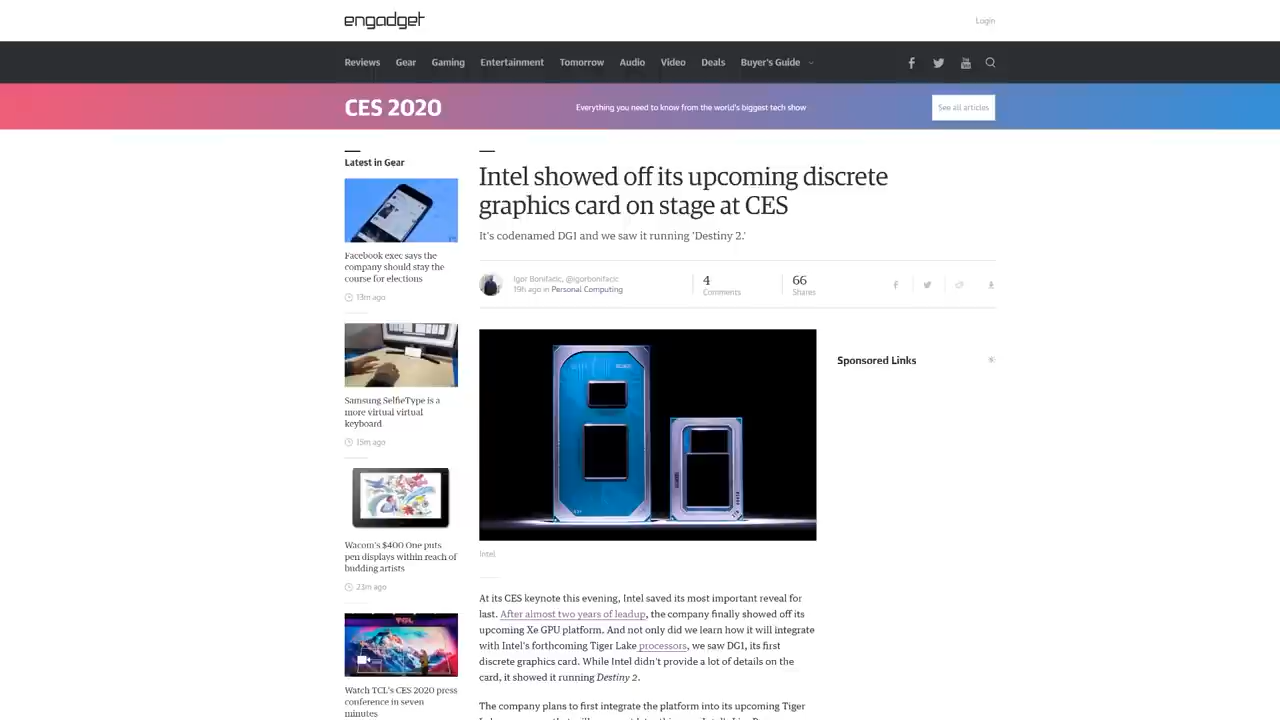 engadget
Login
Reviews Gear Gaming Entertainment Tomorrow Audio Video Deals Buyer's Guide
CES 2020
Everything you need to know from the world's biggest tech show
See all articles
Latest in Gear
Facebook exec says the
company should stay the
course for elections
13m ago
Samsung SelfieType is a
more virtual virtual
keyboard
15m ago
Wacom's $400 One puts
pen displays within reach of
budding artists
23m ago
TCL
Watch TCL's CES 2020 press
conference in seven
minutes
Intel showed off its upcoming discrete
graphics card on stage at CES
It's codenamed DG1 and we saw it running 'Destiny 2.'
Igor Bonifacic, @igorbonifacic
19h ago in Personal Computing
4
Comments
66
Shares
Intel
At its CES keynote this evening, Intel saved its most important reveal for
last. After almost two years of leadup, the company finally showed off its
upcoming Xe GPU platform. And not only did we learn how it will integrate
with Intel's forthcoming Tiger Lake processors, we saw DG1, its first
discrete graphics card. While Intel didn't provide a lot of details on the
card, it showed it running Destiny 2.
The company plans to first integrate the platform into its upcoming Tiger
Sponsored Links